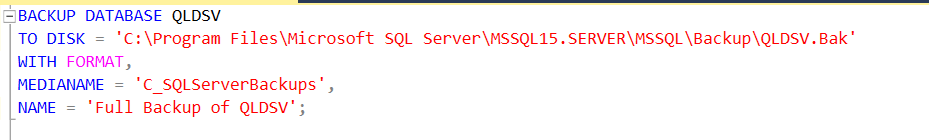 BACKUP DATABASE QLDSV
TO DISK = 'C:\Program Files\Microsoft SQL Server\MSSQL15.SERVER\MSSQL\Backup\QLDSV.Bak'
WITH FORMAT,
MEDIANAME = 'C_SQLServerBackups',
NAME = 'Full Backup of QLDSV';